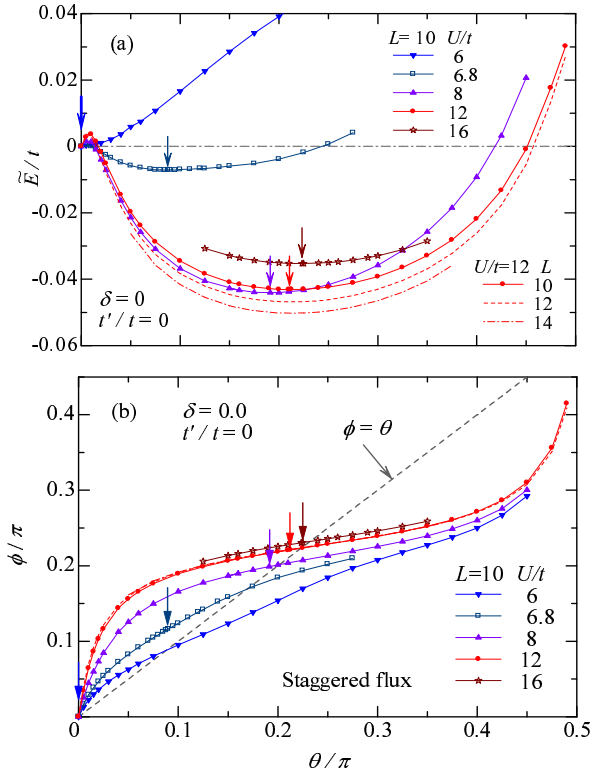 0.04
(a)
L= 10 U/t
6
6.8
8
12
16
0.02
0
-0.02
-0.04
-0.06
Ẽ / t
δ = 0
t' / t = 0
U/t=12 L
10
12
14
(b)
δ = 0.0
t' / t = 0
ϕ = θ
0.4
0.3
0.2
0.1
0
ϕ / π
L=10 U/t
6
6.8
8
12
16
Staggered flux
0 0.1 0.2 0.3 0.4 0.5
θ / π